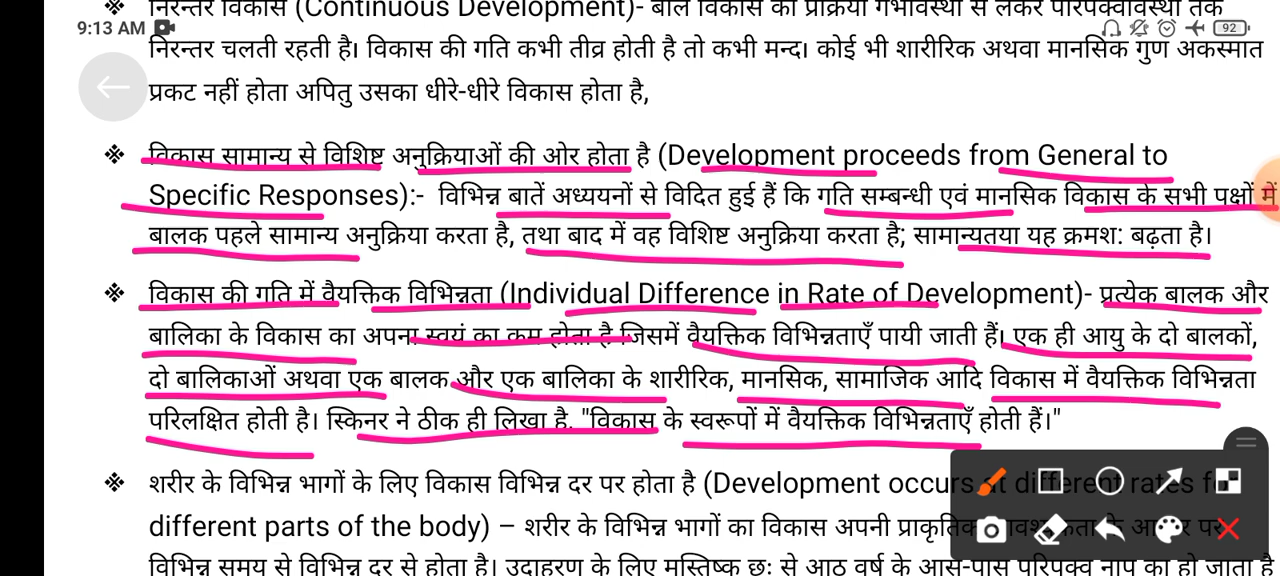 निरन्तर विकास (Continuous Development)- बाल विकास की प्रक्रिया गर्भावस्था से लेकर परिपक्वावस्था तक
9:13 AM 92
निरन्तर चलती रहती है। विकास की गति कभी तीव्र होती है तो कभी मन्द। कोई भी शारीरिक अथवा मानसिक गुण अकस्मात
प्रकट नहीं होता अपितु उसका धीरे-धीरे विकास होता है,
❖ विकास सामान्य से विशिष्ट अनुक्रियाओं की ओर होता है (Development proceeds from General to
Specific Responses):- विभिन्न बातें अध्ययनों से विदित हुई हैं कि गति सम्बन्धी एवं मानसिक विकास के सभी पक्षों में
बालक पहले सामान्य अनुक्रिया करता है, तथा बाद में वह विशिष्ट अनुक्रिया करता है; सामान्यतया यह क्रमश: बढ़ता है।
❖ विकास की गति में वैयक्तिक विभिन्नता (Individual Difference in Rate of Development)- प्रत्येक बालक और
बालिका के विकास का अपना स्वयं का कम होता है जिसमें वैयक्तिक विभिन्नताएँ पायी जाती हैं। एक ही आयु के दो बालकों,
दो बालिकाओं अथवा एक बालक और एक बालिका के शारीरिक, मानसिक, सामाजिक आदि विकास में वैयक्तिक विभिन्नता
परिलक्षित होती है। स्किनर ने ठीक ही लिखा है. "विकास के स्वरूपों में वैयक्तिक विभिन्नताएँ होती हैं।"
❖ शरीर के विभिन्न भागों के लिए विकास विभिन्न दर पर होता है (Development occurs at different rates
different parts of the body) – शरीर के विभिन्न भागों का विकास अपनी प्राकृतिक
विभिन्न समय से विभिन्न दर से होता है। उदाहरण के लिए मस्तिष्क छ: से आठ वर्ष के आस-पास परिपक्व नाप का हो जाता है